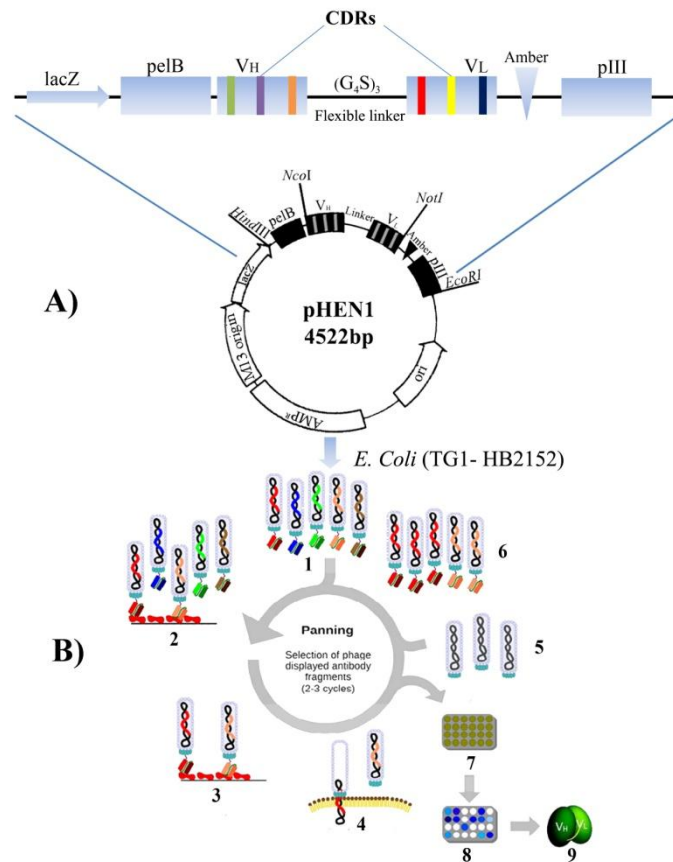 CDRs
lacZ
pelB
VH
(G4S)3
Flexible linker
VL
Amber
pIII
A)
HindIII
pelB
NcoI
VH
Linker
VL
NotI
Amber
pIII
EcoRI
lacZ
M13 origin
AMPR
ori
pHEN1
4522bp
E. Coli (TG1- HB2152)
1
6
2
B)
Panning
Selection of phage
displayed antibody
fragments
(2-3 cycles)
5
3
4
7
8
VH
VL
9